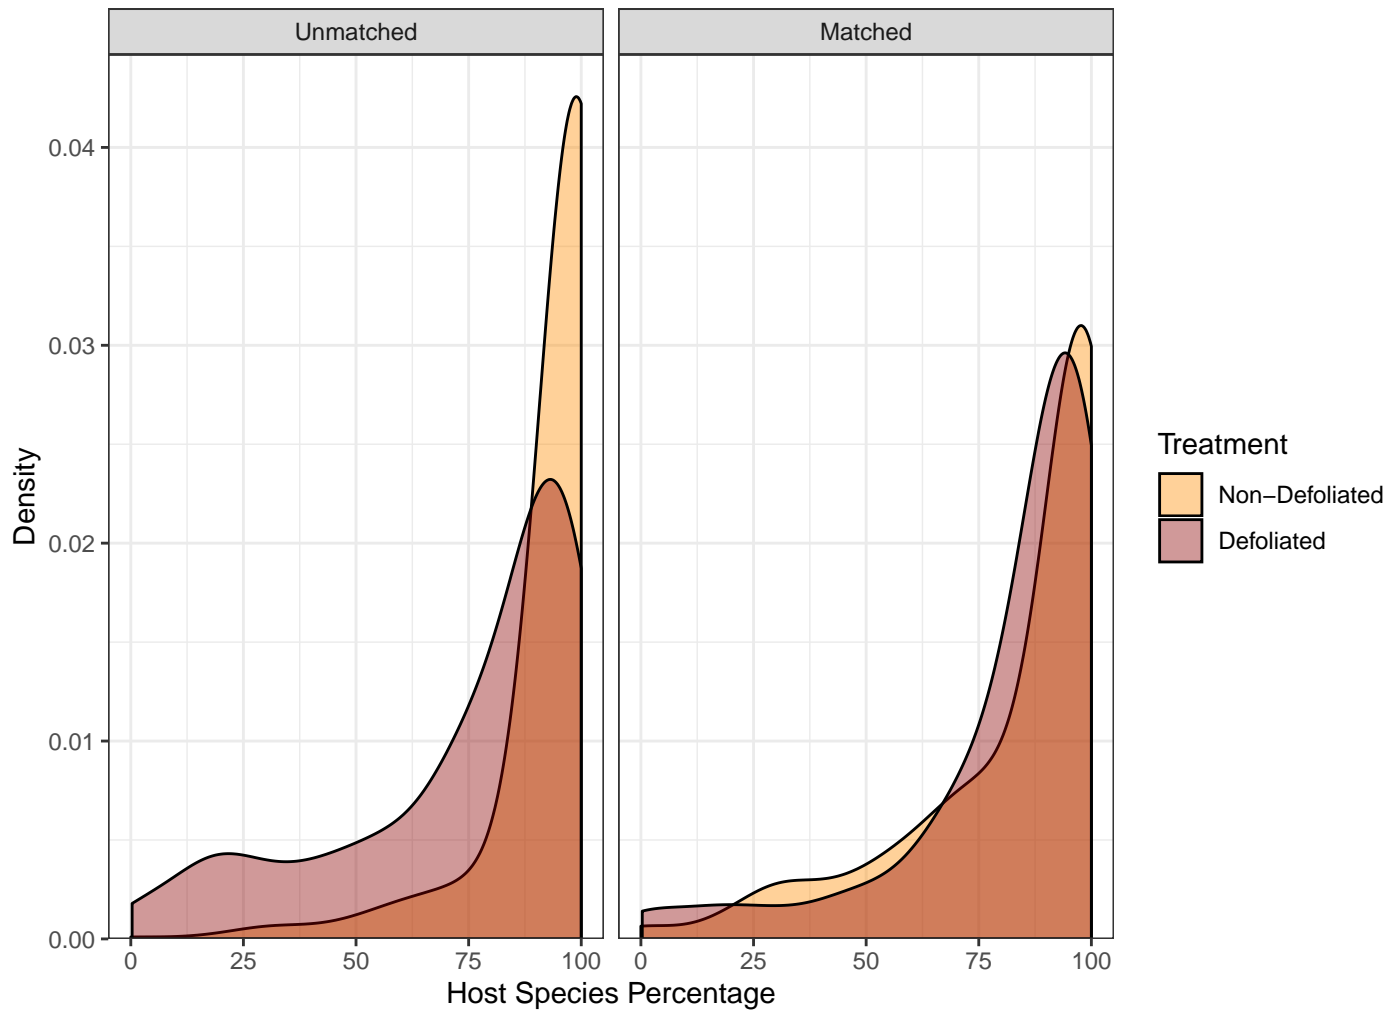 Unmatched
Matched
Density
0.04
0.03
0.02
0.01
0.00
0 25 50 75 100
0 25 50 75 100
Host Species Percentage
Treatment
Non−Defoliated
Defoliated